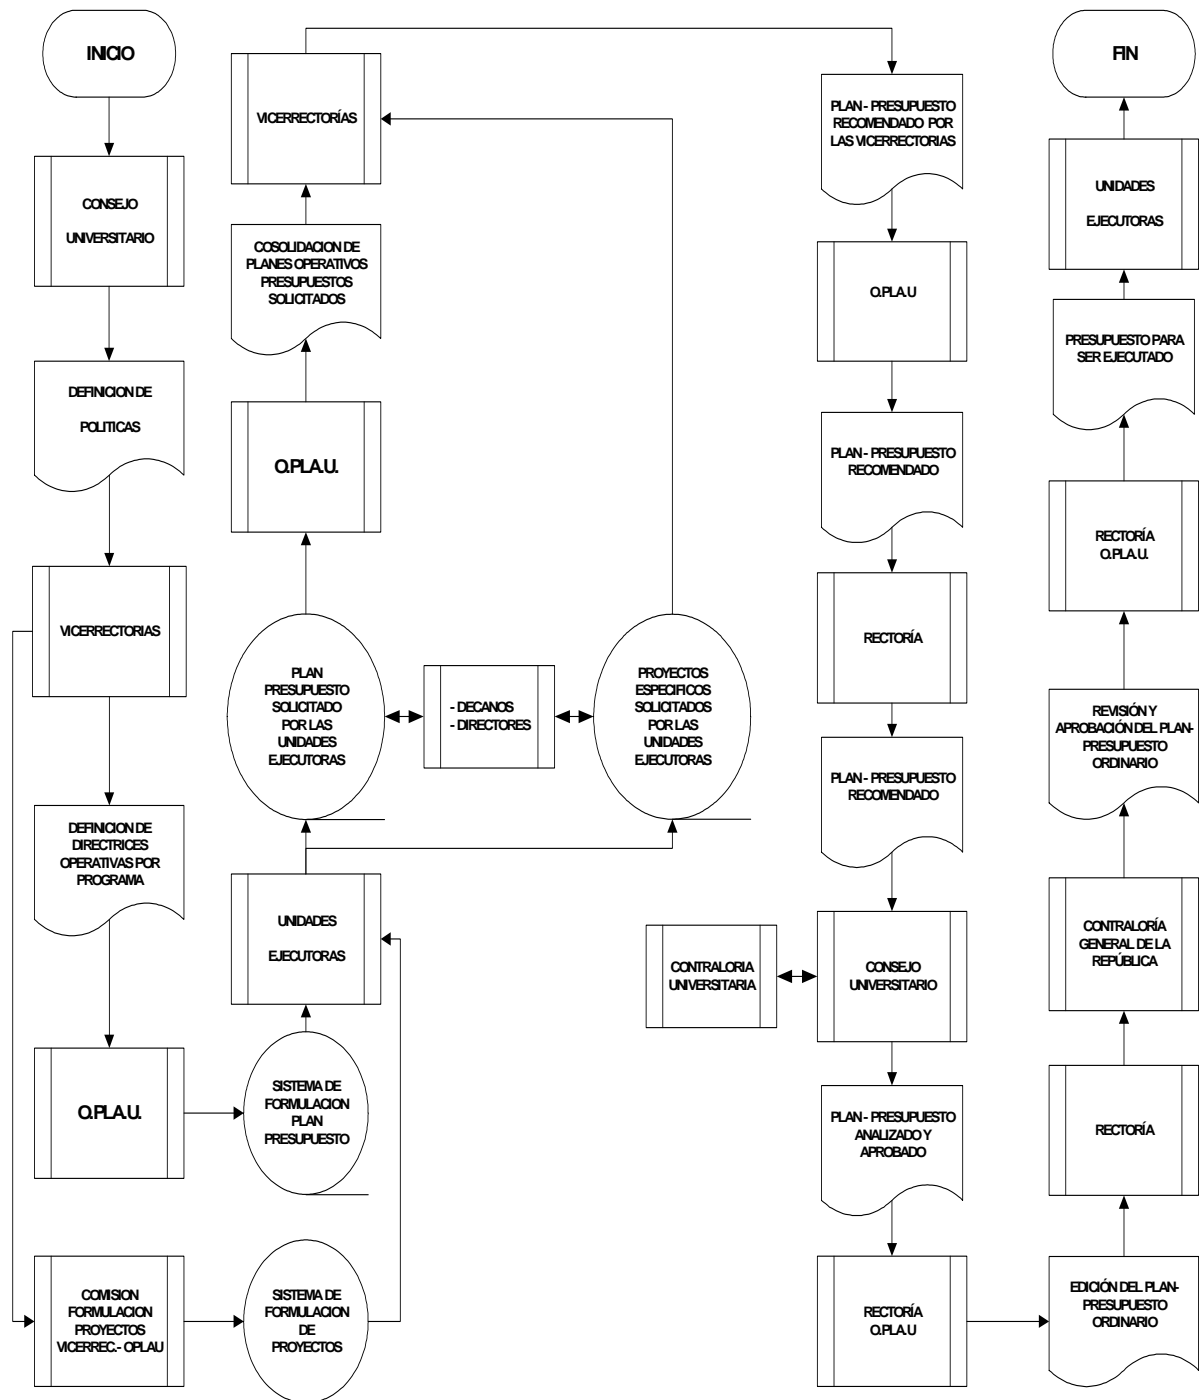 INICIO
CONSEJO
UNIVERSITARIO
DEFINICION DE
POLITICAS
VICERRECTORIAS
DEFINICION DE
DIRECTRICES
OPERATIVAS POR
PROGRAMA
O.PLA.U.
COMISION
FORMULACION
PROYECTOS
VICERREC.- OPLAU
SISTEMA DE
FORMULACION
DE
PROYECTOS
SISTEMA DE
FORMULACION
PLAN
PRESUPUESTO
UNIDADES
EJECUTORAS
PLAN
PRESUPUESTO
SOLICITADO
POR LAS
UNIDADES
EJECUTORAS
- DECANOS
- DIRECTORES
PROYECTOS
ESPECIFICOS
SOLICITADOS
POR LAS
UNIDADES
EJECUTORAS
O.PLA.U.
COSOLIDACION DE
PLANES OPERATIVOS
PRESUPUESTOS
SOLICITADOS
VICERRECTORÍAS
PLAN - PRESUPUESTO
RECOMENDADO POR
LAS VICERRECTORIAS
O.PLA.U
PLAN - PRESUPUESTO
RECOMENDADO
RECTORÍA
PLAN - PRESUPUESTO
RECOMENDADO
CONTRALORIA
UNIVERSITARIA
CONSEJO
UNIVERSITARIO
PLAN - PRESUPUESTO
ANALIZADO Y
APROBADO
RECTORÍA
O.PLA.U
EDICIÓN DEL PLAN-
PRESUPUESTO
ORDINARIO
RECTORÍA
CONTRALORÍA
GENERAL DE LA
REPÚBLICA
REVISIÓN Y
APROBACIÓN DEL PLAN-
PRESUPUESTO
ORDINARIO
RECTORÍA
O.PLA.U.
PRESUPUESTO PARA
SER EJECUTADO
UNIDADES
EJECUTORAS
FIN